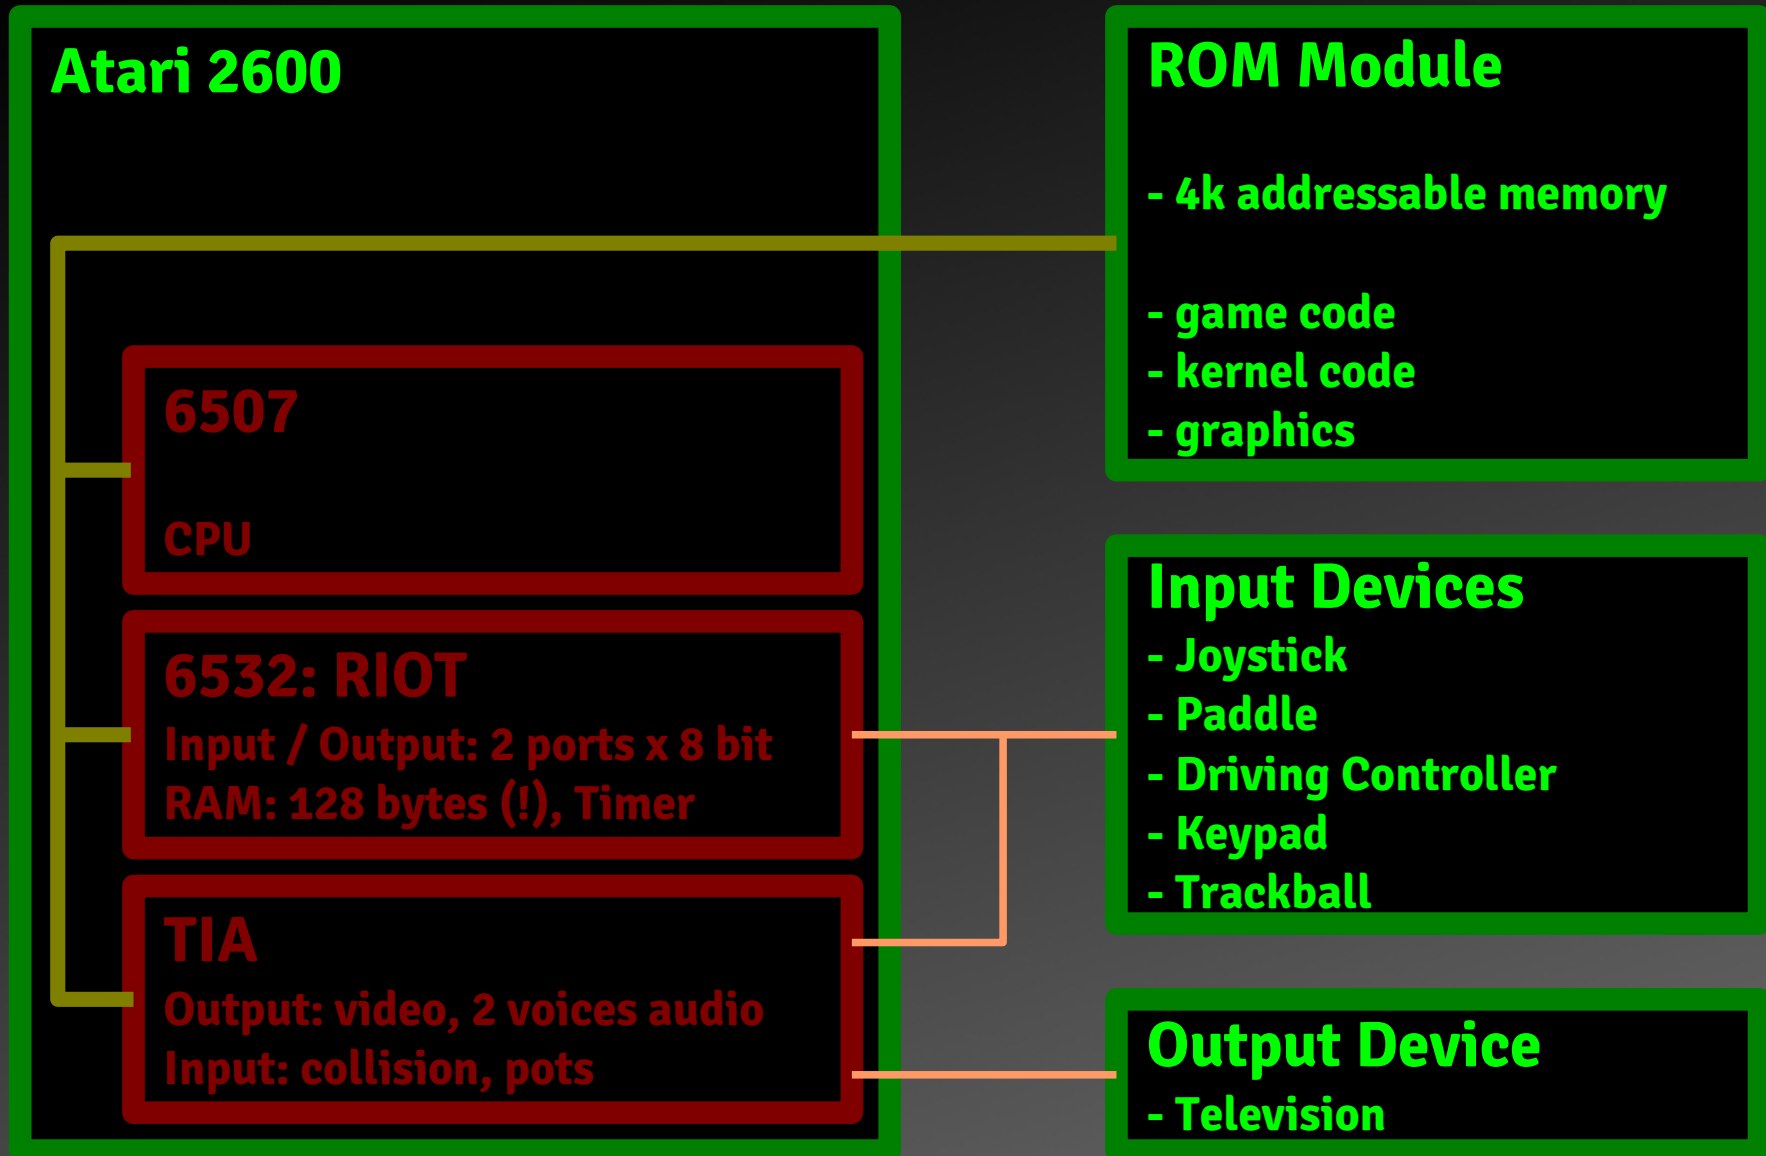 Atari 2600
6507
CPU
6532: RIOT
Input / Output: 2 ports x 8 bit
RAM: 128 bytes (!), Timer
TIA
Output: video, 2 voices audio
Input: collision, pots
ROM Module
- 4k addressable memory
- game code
- kernel code
- graphics
Input Devices
- Joystick
- Paddle
- Driving Controller
- Keypad
- Trackball
Output Device
- Television